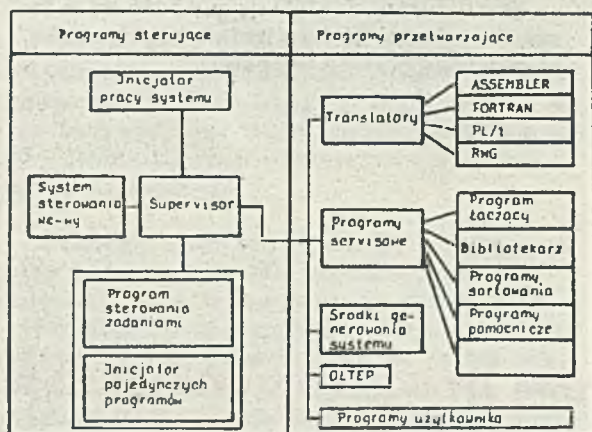 Programy sterujące
Programy przetwarzające
Inicjator
pracy systemu
System
sterowania
we-wy
Supervisor
Program
sterowania
zadaniami
Inicjator
pojedynczych
programów
Translatory
ASSEMBLER
FORTRAN
PL/1
RWG
Programy
serwisowe
Program
łączący
Bibliotekarz
Programy
sortowania
Programy
pomocnicze
Środki ge-
nerowania
systemu
OLTEP
Programy użytkownika